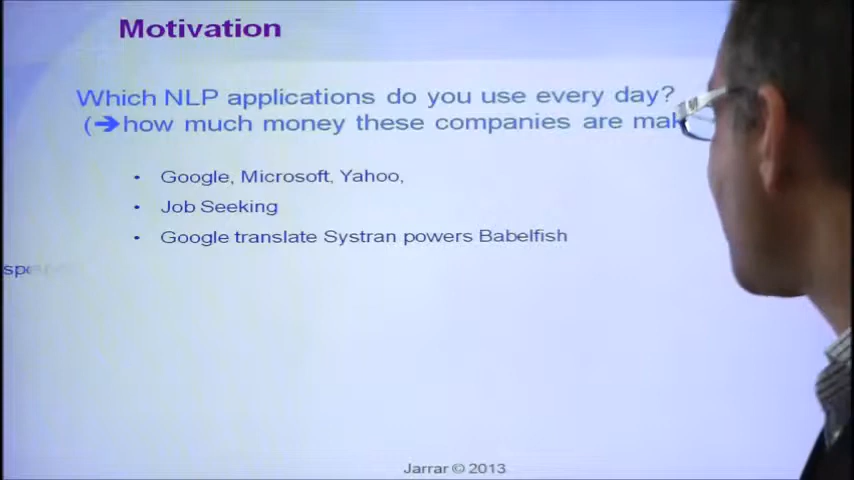 Motivation
Which NLP applications do you use every day?
(➔how much money these companies are mak
• Google, Microsoft, Yahoo,
• Job Seeking
• Google translate Systran powers Babelfish
Jarrar © 2013